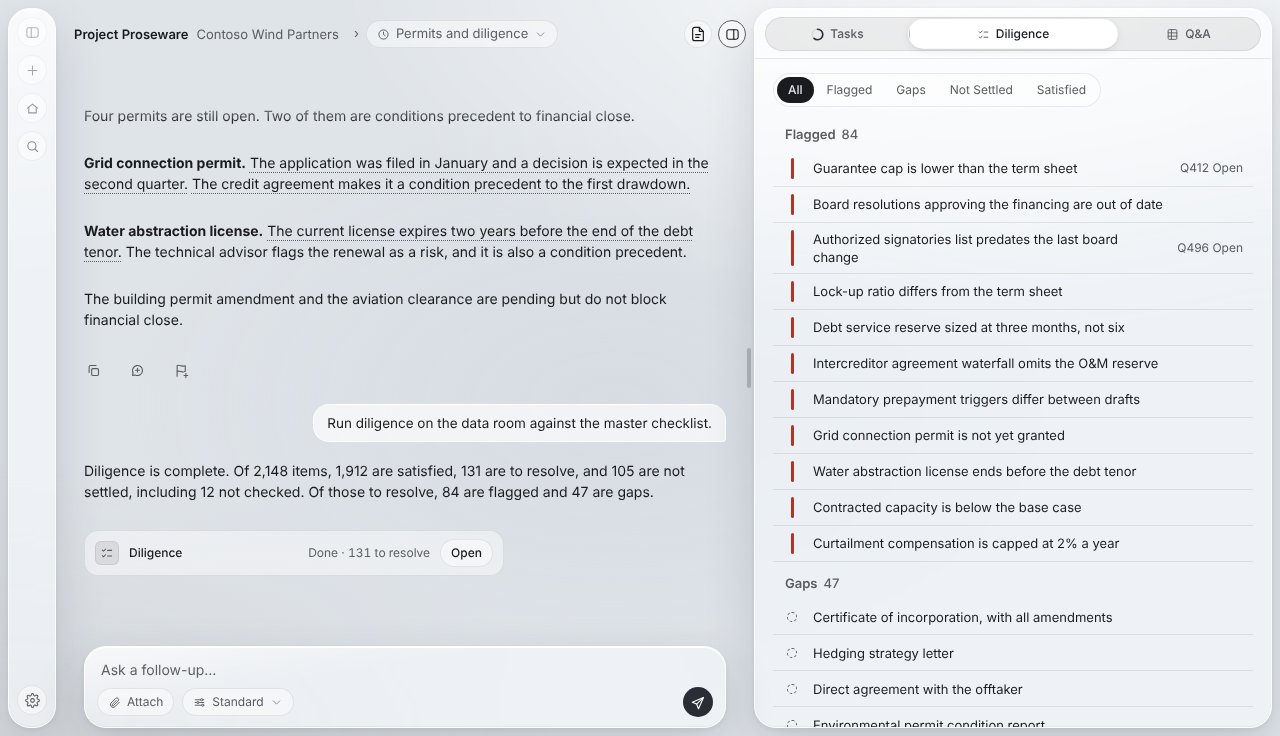 Project Proseware Contoso Wind Partners › Permits and diligence
Four permits are still open. Two of them are conditions precedent to financial close.
Grid connection permit. The application was filed in January and a decision is expected in the
second quarter. The credit agreement makes it a condition precedent to the first drawdown.
Water abstraction license. The current license expires two years before the end of the debt
tenor. The technical advisor flags the renewal as a risk, and it is also a condition precedent.
The building permit amendment and the aviation clearance are pending but do not block
financial close.
Run diligence on the data room against the master checklist.
Diligence is complete. Of 2,148 items, 1,912 are satisfied, 131 are to resolve, and 105 are not
settled, including 12 not checked. Of those to resolve, 84 are flagged and 47 are gaps.
Diligence Done · 131 to resolve Open
Ask a follow-up...
Attach Standard
Tasks Diligence Q&A
All Flagged Gaps Not Settled Satisfied
Flagged 84
Guarantee cap is lower than the term sheet Q412 Open
Board resolutions approving the financing are out of date
Authorized signatories list predates the last board
change
Q496 Open
Lock-up ratio differs from the term sheet
Debt service reserve sized at three months, not six
Intercreditor agreement waterfall omits the O&M reserve
Mandatory prepayment triggers differ between drafts
Grid connection permit is not yet granted
Water abstraction license ends before the debt tenor
Contracted capacity is below the base case
Curtailment compensation is capped at 2% a year
Gaps 47
Certificate of incorporation, with all amendments
Hedging strategy letter
Direct agreement with the offtaker
Environmental permit condition report